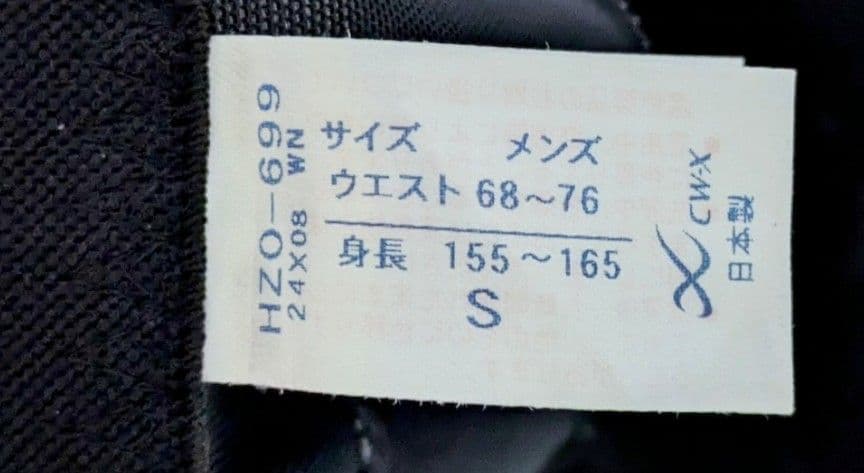 サイズ メンズ
ウエスト 68～76
身長 155～165
S
HZO-699
24X08 WN
CW-X
日本製